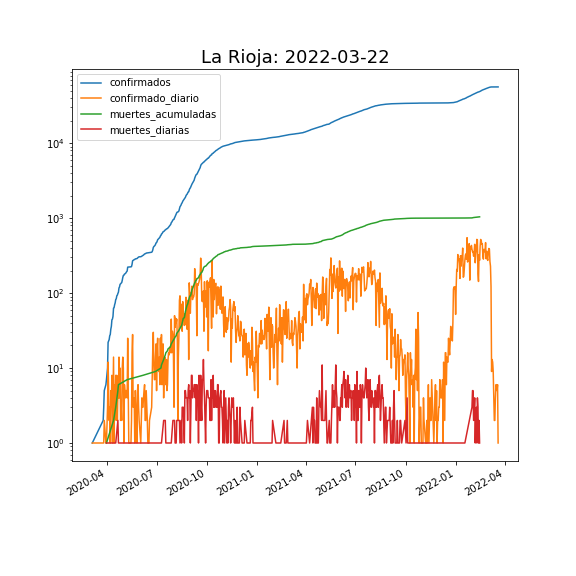 La Rioja: 2022-03-22
confirmados
confirmado_diario
muertes_acumuladas
muertes_diarias
10^4
10^3
10^2
10^1
10^0
2020-04 2020-07 2020-10 2021-01 2021-04 2021-07 2021-10 2022-01 2022-04